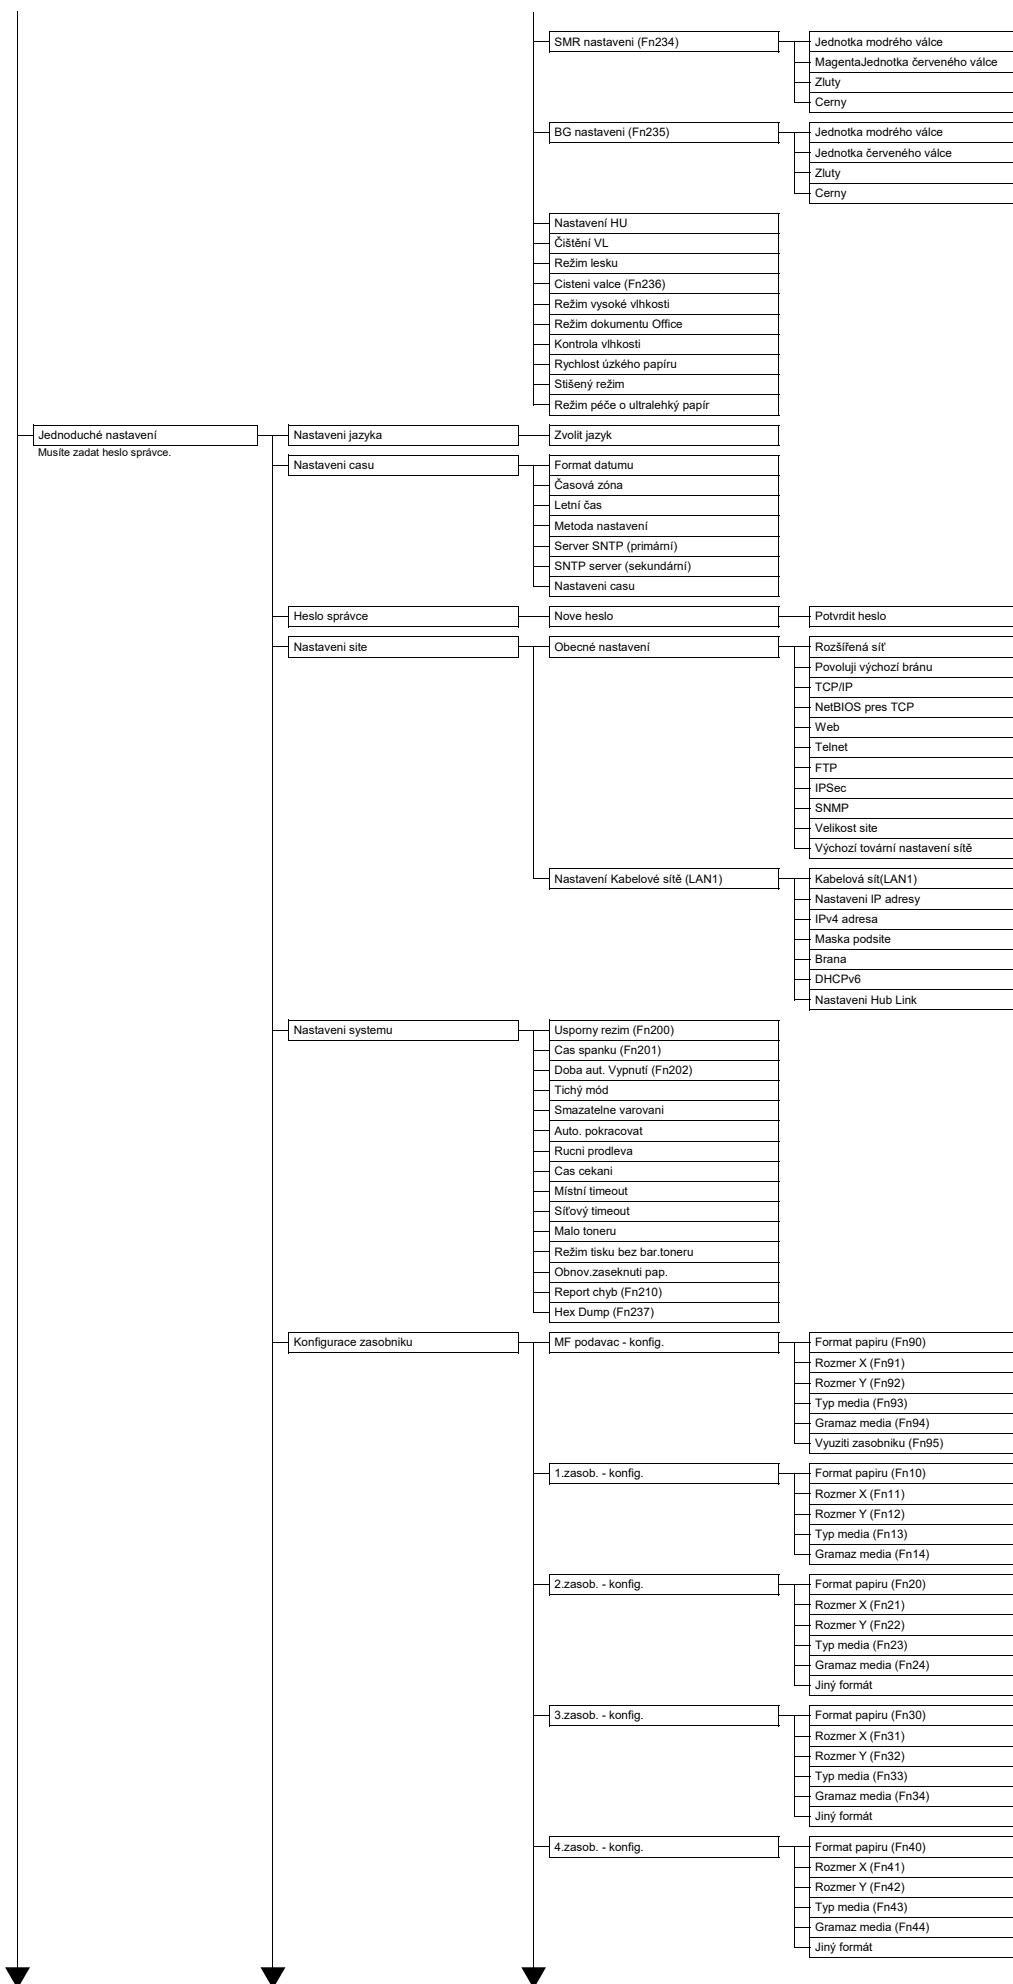 SMR nastaveni (Fn234)
Jednotka modrého válce
MagentaJednotka červeného válce
Zluty
Cerny
BG nastaveni (Fn235)
Jednotka modrého válce
Jednotka červeného válce
Zluty
Cerny
Nastavení HU
Čištění VL
Režim lesku
Cisteni valce (Fn236)
Režim vysoké vlhkosti
Režim dokumentu Office
Kontrola vlhkosti
Rychlost úzkého papíru
Stišený režim
Režim péče o ultralehký papír
Jednoduché nastavení
Musíte zadat heslo správce.
Nastaveni jazyka
Zvolit jazyk
Nastaveni casu
Format datumu
Časová zóna
Letní čas
Metoda nastavení
Server SNTP (primární)
SNTP server (sekundární)
Nastaveni casu
Heslo správce
Nove heslo
Potvrdit heslo
Nastaveni site
Obecné nastavení
Rozšířená síť
Povoluji výchozí bránu
TCP/IP
NetBIOS pres TCP
Web
Telnet
FTP
IPSec
SNMP
Velikost site
Výchozí tovární nastavení sítě
Nastavení Kabelové sítě (LAN1)
Kabelová sít(LAN1)
Nastaveni IP adresy
IPv4 adresa
Maska podsite
Brana
DHCPv6
Nastaveni Hub Link
Nastaveni systemu
Usporny rezim (Fn200)
Cas spanku (Fn201)
Doba aut. Vypnutí (Fn202)
Tichý mód
Smazatelne varovani
Auto. pokracovat
Rucni prodleva
Cas cekani
Místní timeout
Síťový timeout
Malo toneru
Režim tisku bez bar.toneru
Obnov.zaseknuti pap.
Report chyb (Fn210)
Hex Dump (Fn237)
Konfigurace zasobniku
MF podavac - konfig.
Format papiru (Fn90)
Rozmer X (Fn91)
Rozmer Y (Fn92)
Typ media (Fn93)
Gramaz media (Fn94)
Vyuziti zasobniku (Fn95)
1.zasob. - konfig.
Format papiru (Fn10)
Rozmer X (Fn11)
Rozmer Y (Fn12)
Typ media (Fn13)
Gramaz media (Fn14)
2.zasob. - konfig.
Format papiru (Fn20)
Rozmer X (Fn21)
Rozmer Y (Fn22)
Typ media (Fn23)
Gramaz media (Fn24)
Jiný formát
3.zasob. - konfig.
Format papiru (Fn30)
Rozmer X (Fn31)
Rozmer Y (Fn32)
Typ media (Fn33)
Gramaz media (Fn34)
Jiný formát
4.zasob. - konfig.
Format papiru (Fn40)
Rozmer X (Fn41)
Rozmer Y (Fn42)
Typ media (Fn43)
Gramaz media (Fn44)
Jiný formát